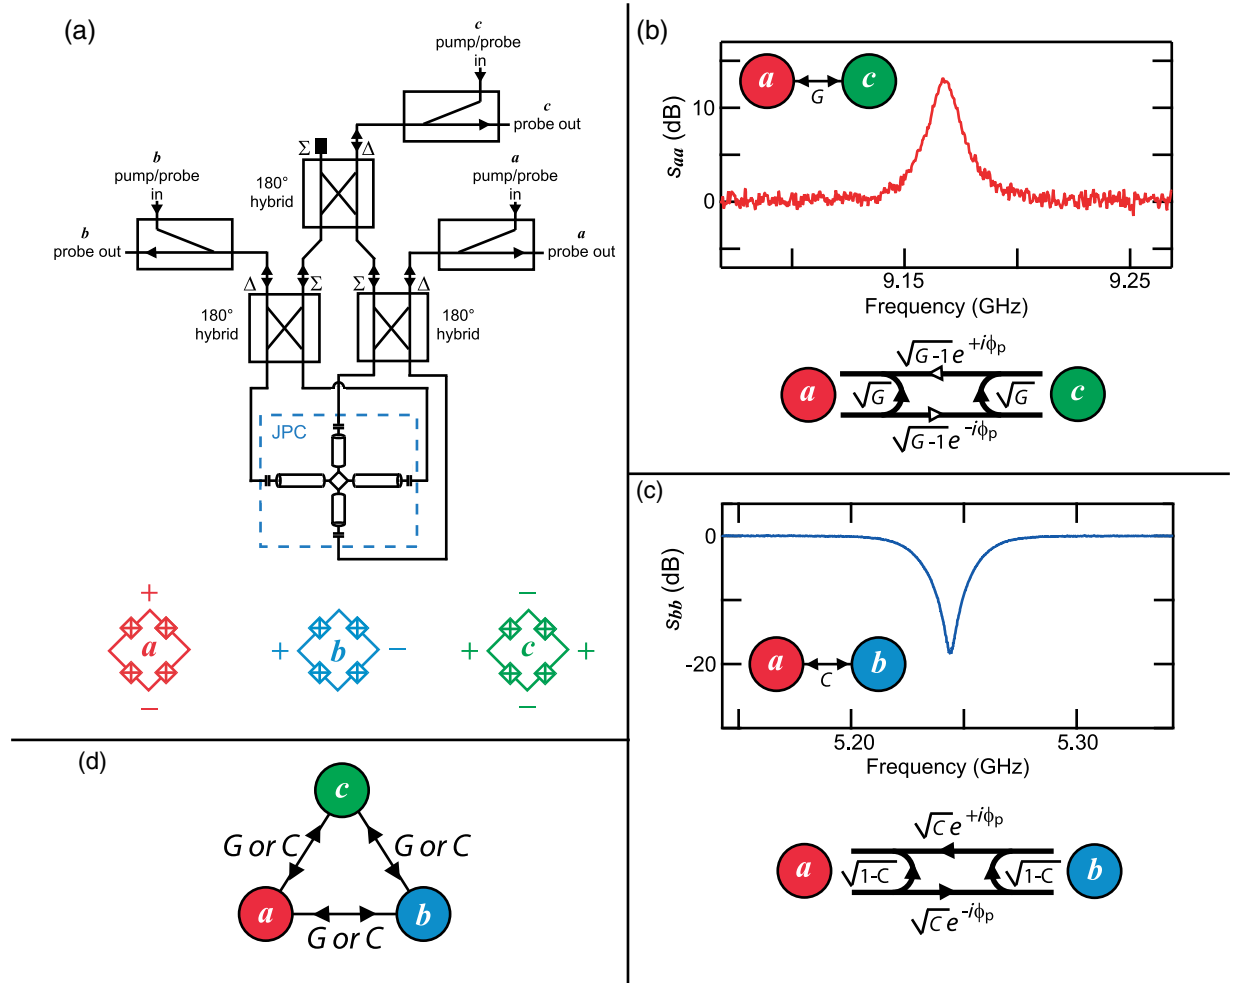 (a)
c
pump/probe
in
c
probe out
Σ
Δ
b
pump/probe
in
180°
hybrid
a
pump/probe
in
b
probe out
a
probe out
Δ
Σ
Σ
Δ
180°
hybrid
180°
hybrid
JPC
+
a
−
+
b
−
−
+
c
+
−
(b)
a
G
c
10
0
s_aa (dB)
9.15
9.25
Frequency (GHz)
√G-1 e^+iϕp
a
√G
√G
c
√G-1 e^-iϕp
(c)
0
-20
s_bb (dB)
a
C
b
5.20
5.30
Frequency (GHz)
√C e^+iϕp
a
√1-C
√1-C
b
√C e^-iϕp
(d)
c
G or C
G or C
a
b
G or C